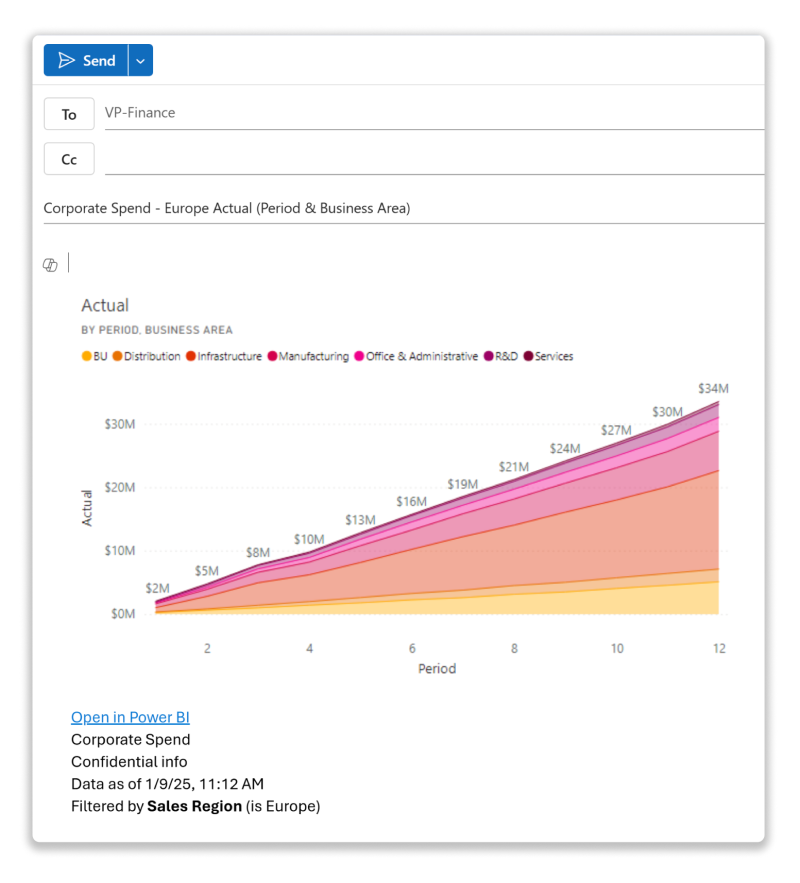 Send
To VP-Finance
Cc
Corporate Spend - Europe Actual (Period & Business Area)
Actual
BY PERIOD, BUSINESS AREA
BU Distribution Infrastructure Manufacturing Office & Administrative R&D Services
$34M
$30M
$30M
$27M
$24M
$21M
$20M
$19M
$16M
$13M
$10M
$10M
$8M
$5M
$2M
$0M
Actual
2 4 6 8 10 12
Period
Open in Power BI
Corporate Spend
Confidential info
Data as of 1/9/25, 11:12 AM
Filtered by Sales Region (is Europe)